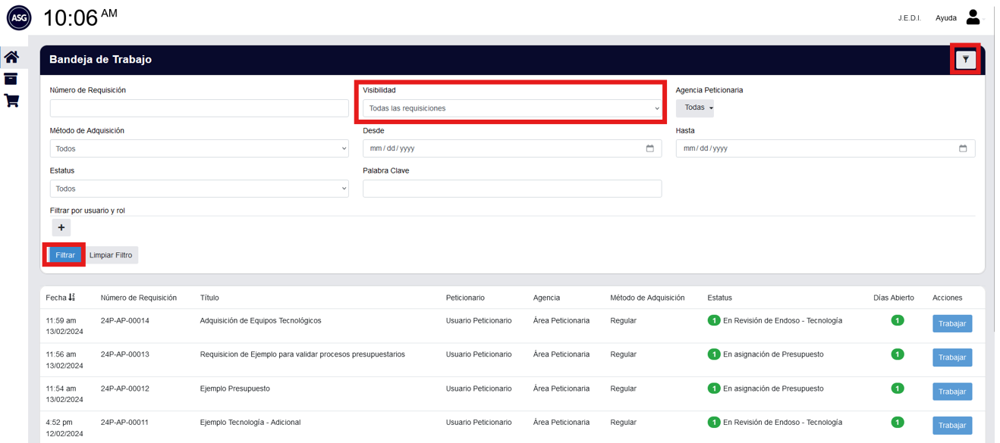 ASG
10:06 AM
J.E.D.I. Ayuda
Bandeja de Trabajo
Número de Requisición Visibilidad Agencia Peticionaria
Todas las requisiciones Todas
Método de Adquisición Desde Hasta
Todos mm/dd/yyyy mm/dd/yyyy
Estatus Palabra Clave
Todos
Filtrar por usuario y rol
+
Filtrar Limpiar Filtro
Fecha Número de Requisición Título Peticionario Agencia Método de Adquisición Estatus Días Abierto Acciones
11:59 am 24P-AP-00014 Adquisición de Equipos Tecnológicos Usuario Peticionario Área Peticionaria Regular 1 En Revisión de Endoso - Tecnología 1 Trabajar
13/02/2024
11:56 am 24P-AP-00013 Requisicion de Ejemplo para validar procesos presupuestarios Usuario Peticionario Área Peticionaria Regular 1 En asignación de Presupuesto 1 Trabajar
13/02/2024
11:54 am 24P-AP-00012 Ejemplo Presupuesto Usuario Peticionario Área Peticionaria Regular 1 En asignación de Presupuesto 1 Trabajar
13/02/2024
4:52 pm 24P-AP-00011 Ejemplo Tecnología - Adicional Usuario Peticionario Área Peticionaria Regular 1 En Revisión de Endoso - Tecnología 1 Trabajar
12/02/2024